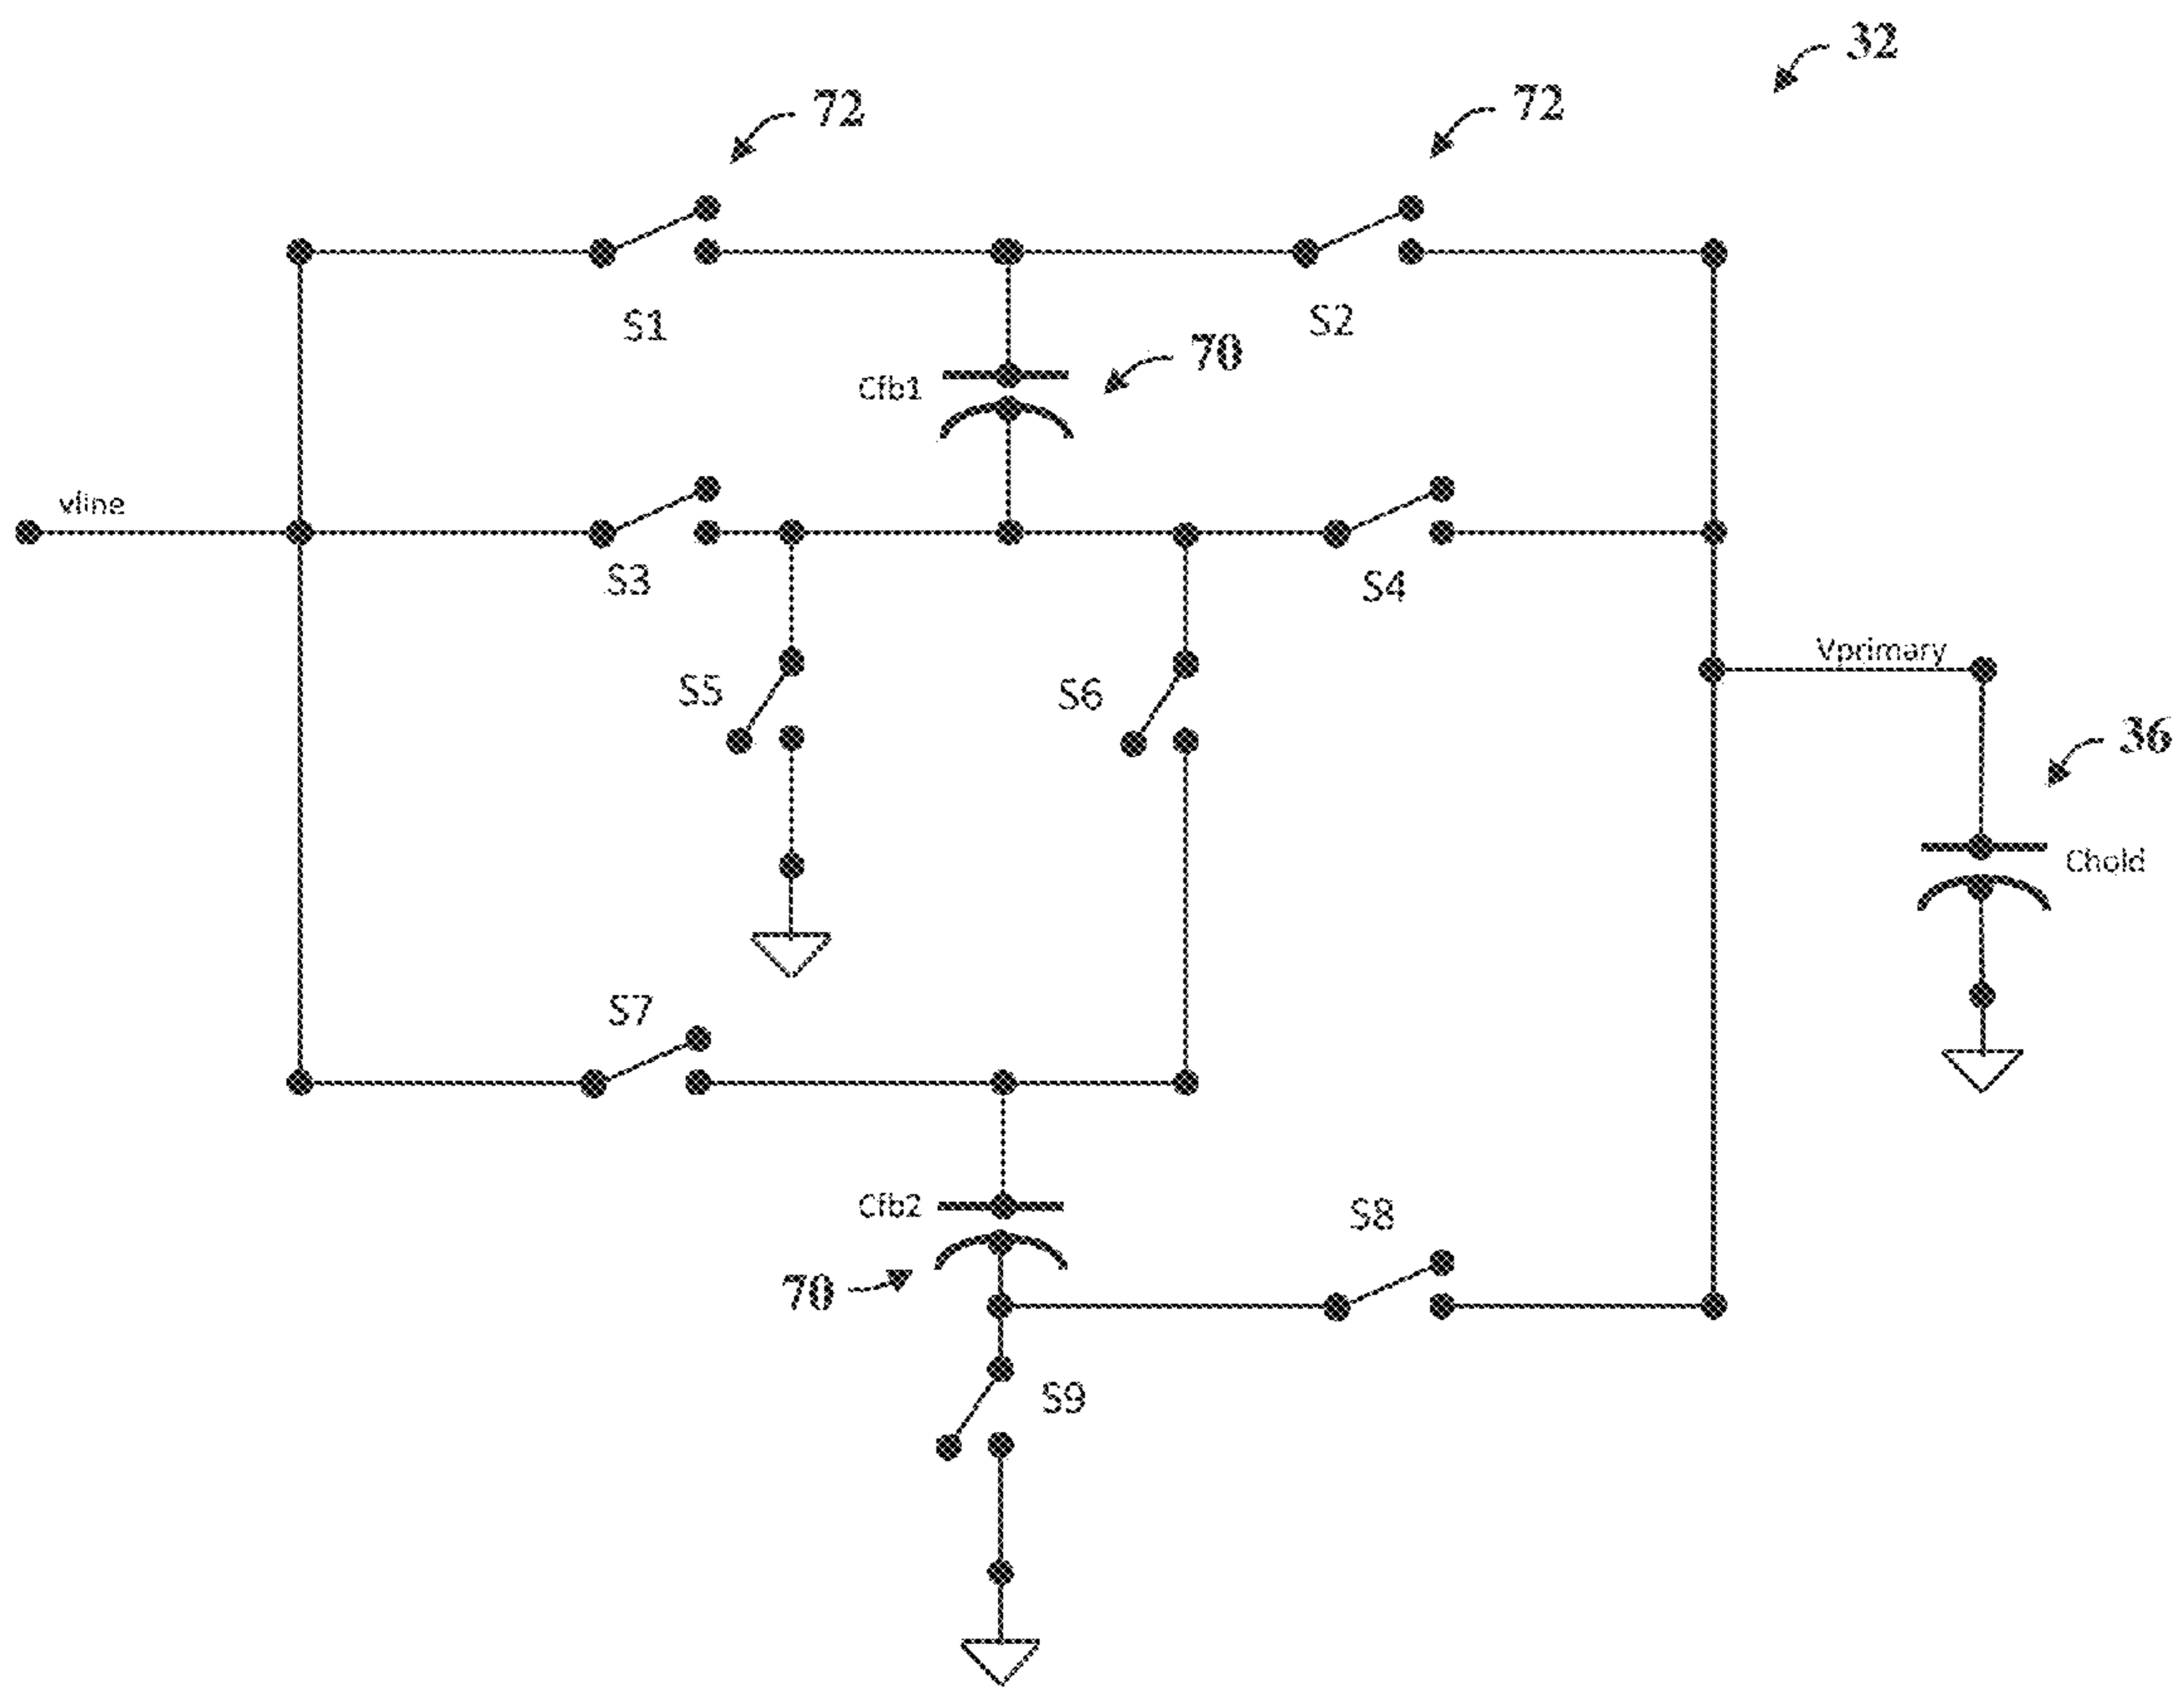 32
72
72
S1
S2
70
Cfb1
vline
S3
S4
S5
S6
Vprimary
36
Chold
S7
Cfb2
S8
70
S9